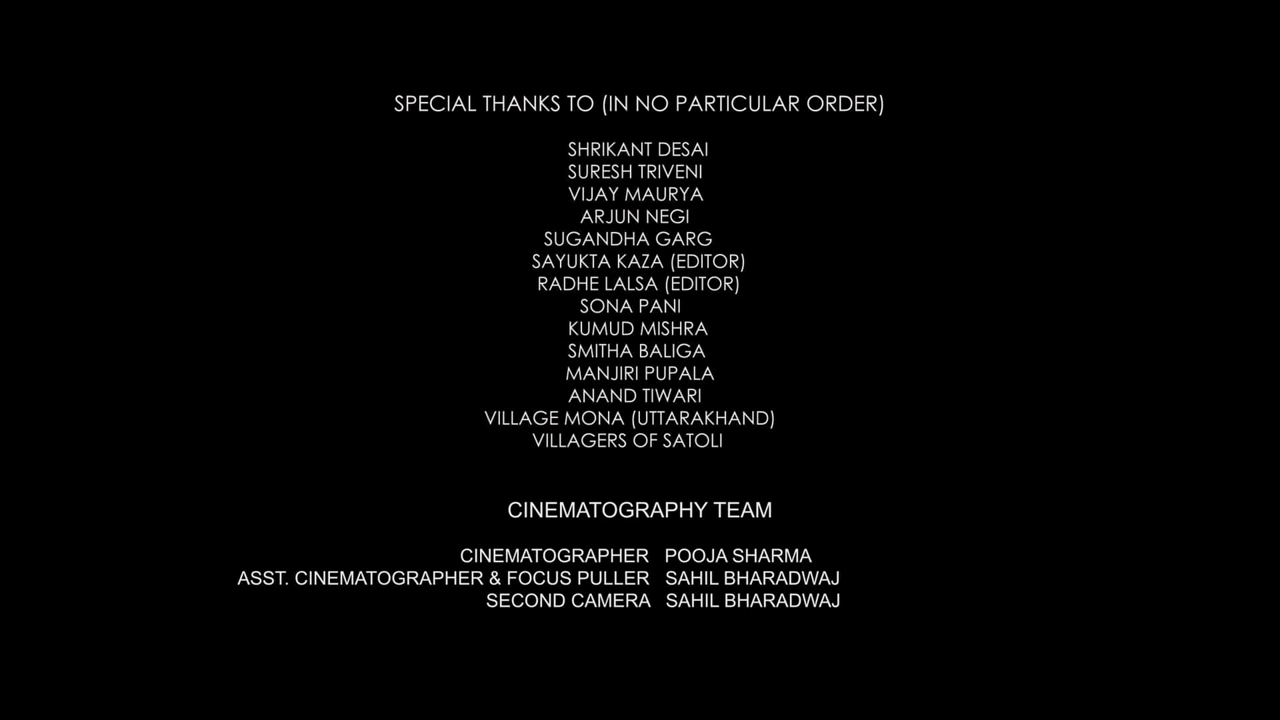 SPECIAL THANKS TO (IN NO PARTICULAR ORDER)
SHRIKANT DESAI
SURESH TRIVENI
VIJAY MAURYA
ARJUN NEGI
SUGANDHA GARG
SAYUKTA KAZA (EDITOR)
RADHE LALSA (EDITOR)
SONA PANI
KUMUD MISHRA
SMITHA BALIGA
MANJIRI PUPALA
ANAND TIWARI
VILLAGE MONA (UTTARAKHAND)
VILLAGERS OF SATOLI
CINEMATOGRAPHY TEAM
CINEMATOGRAPHER POOJA SHARMA
ASST. CINEMATOGRAPHER & FOCUS PULLER SAHIL BHARADWAJ
SECOND CAMERA SAHIL BHARADWAJ